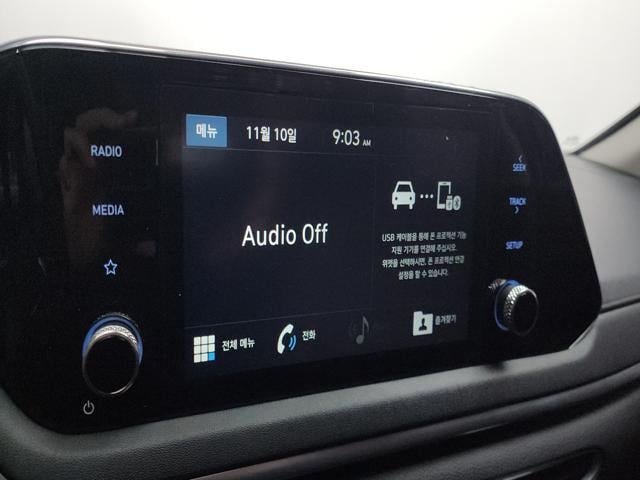 메뉴 11월 10일 9:03 AM
RADIO
MEDIA
Audio Off
USB 케이블을 통해 폰 프로젝션 기능
지원 기기를 연결해 주십시오.
위젯을 선택하시면, 폰 프로젝션 연결
설정을 할 수 있습니다.
SEEK
TRACK
SETUP
전체 메뉴
전화
즐겨찾기